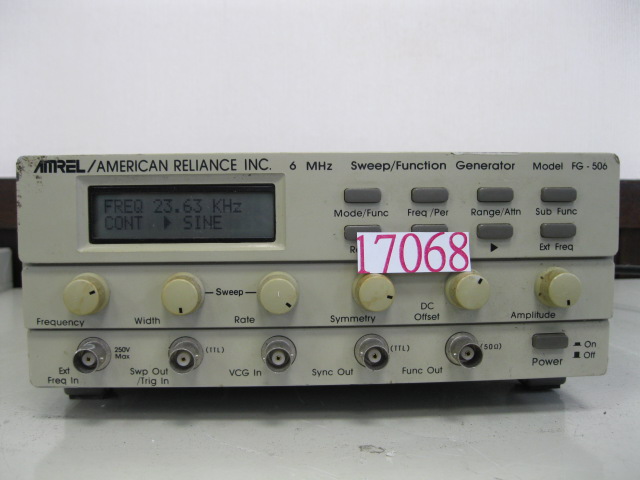 AMREL/AMERICAN RELIANCE INC. 6 MHz Sweep/Function Generator Model FG - 506
FREQ 23.63 KHz
CONT ▶ SINE
Mode/Func Freq/Per Range/Attn Sub Func
17068
▶ Ext Freq
Sweep
Frequency Width Rate Symmetry DC Offset Amplitude
250V Max (TTL) (TTL) (50Ω)
On
Off
Power
Ext Freq In Swp Out /Trig In VCG In Sync Out Func Out